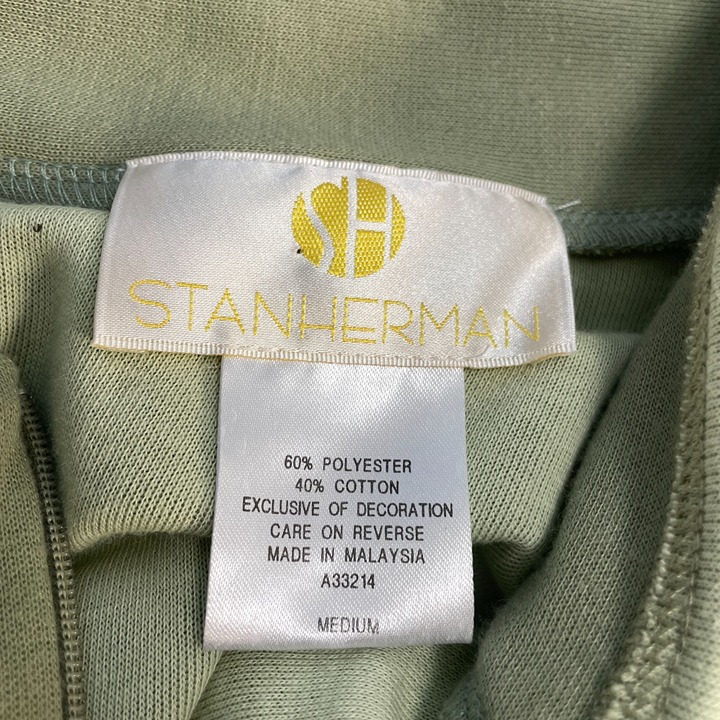 SH
STANHERMAN
60% POLYESTER
40% COTTON
EXCLUSIVE OF DECORATION
CARE ON REVERSE
MADE IN MALAYSIA
A33214
MEDIUM